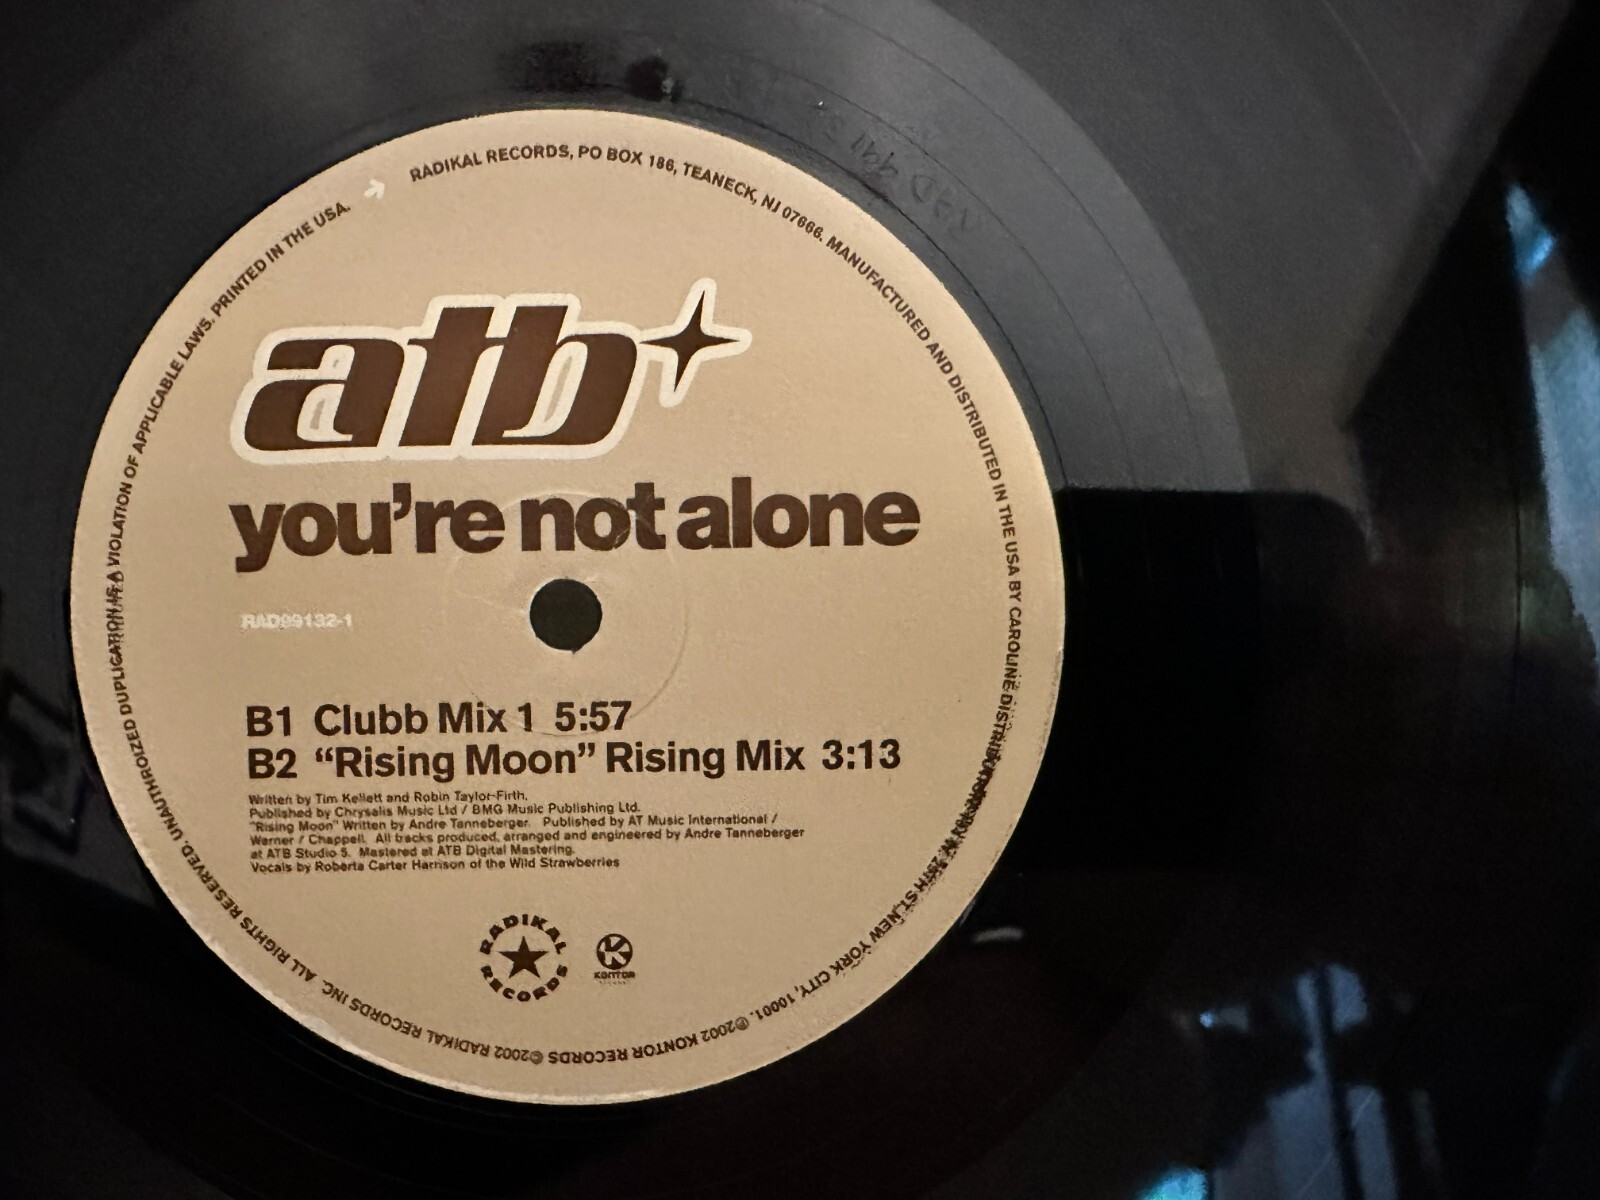 RADIKAL RECORDS, PO BOX 186, TEANECK, NJ 07666. MANUFACTURED AND DISTRIBUTED IN THE USA BY CAROLINE DISTRIBUTION, ST, NEW YORK CITY, 10001. ℗2002 KONTOR RECORDS ©2002 RADIKAL RECORDS INC. ALL RIGHTS RESERVED. UNAUTHROIZED DUPLICATION IS A VIOLATION OF APPLICABLE LAWS. PRINTED IN THE USA.
atb
you're not alone
RAD99132-1
B1 Clubb Mix 1 5:57
B2 “Rising Moon” Rising Mix 3:13
Written by Tim Kellett and Robin Taylor-Firth.
Published by Chrysalis Music Ltd / BMG Music Publishing Ltd.
"Rising Moon" Written by Andre Tanneberger. Published by AT Music International /
Warner / Chappell. All tracks produced, arranged and engineered by Andre Tanneberger
at ATB Studio 5. Mastered at ATB Digital Mastering.
Vocals by Roberta Carter Harrison of the Wild Strawberries
RADIKAL RECORDS
K
KONTOR
RECORDS